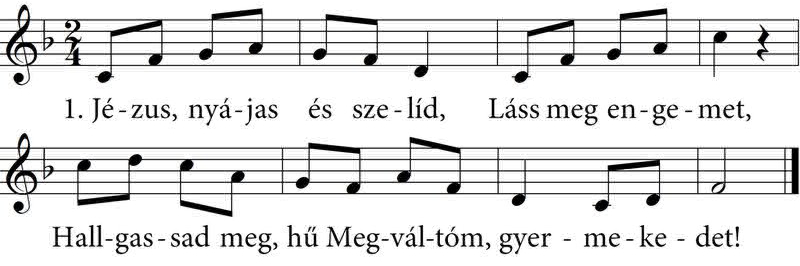 2
4
1. Jé-zus, nyá-jas és sze-líd, Láss meg en-ge-met,
Hall-gas-sad meg, hű Meg-vál-tóm, gyer-me-ke-det!